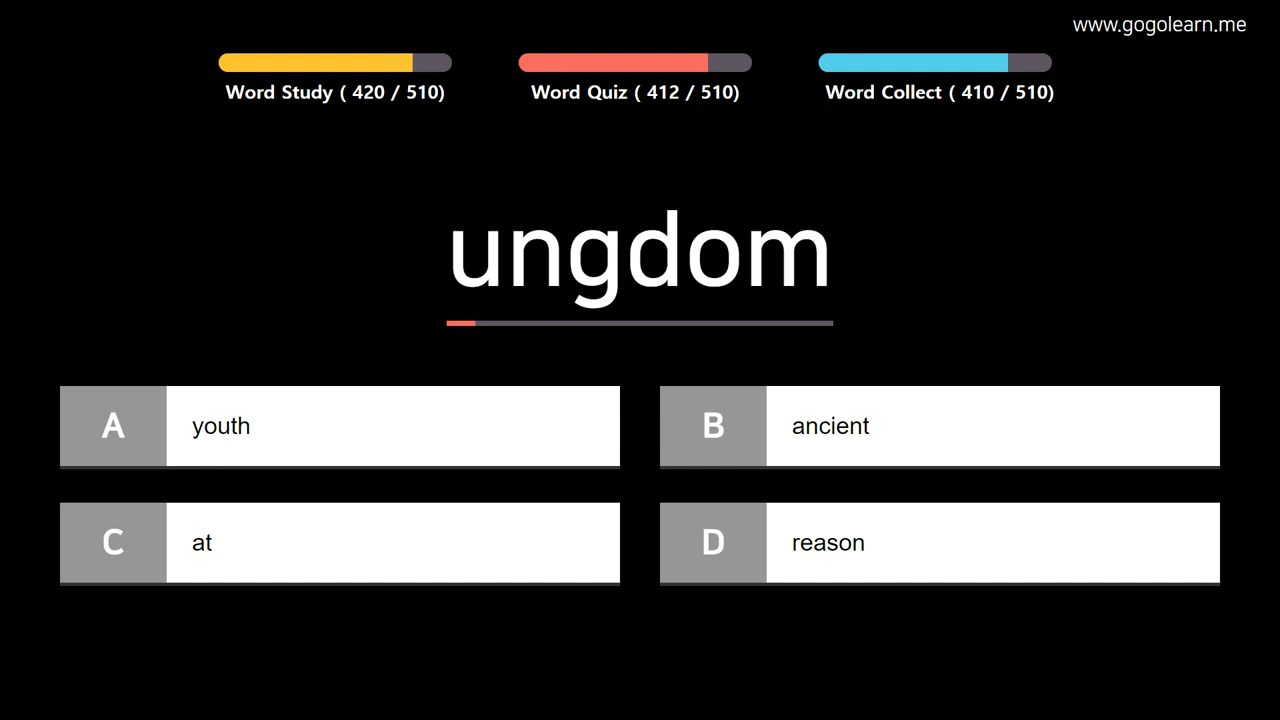 www.gogolearn.me
Word Study ( 420 / 510)
Word Quiz ( 412 / 510)
Word Collect ( 410 / 510)
ungdom
A youth
B ancient
C at
D reason